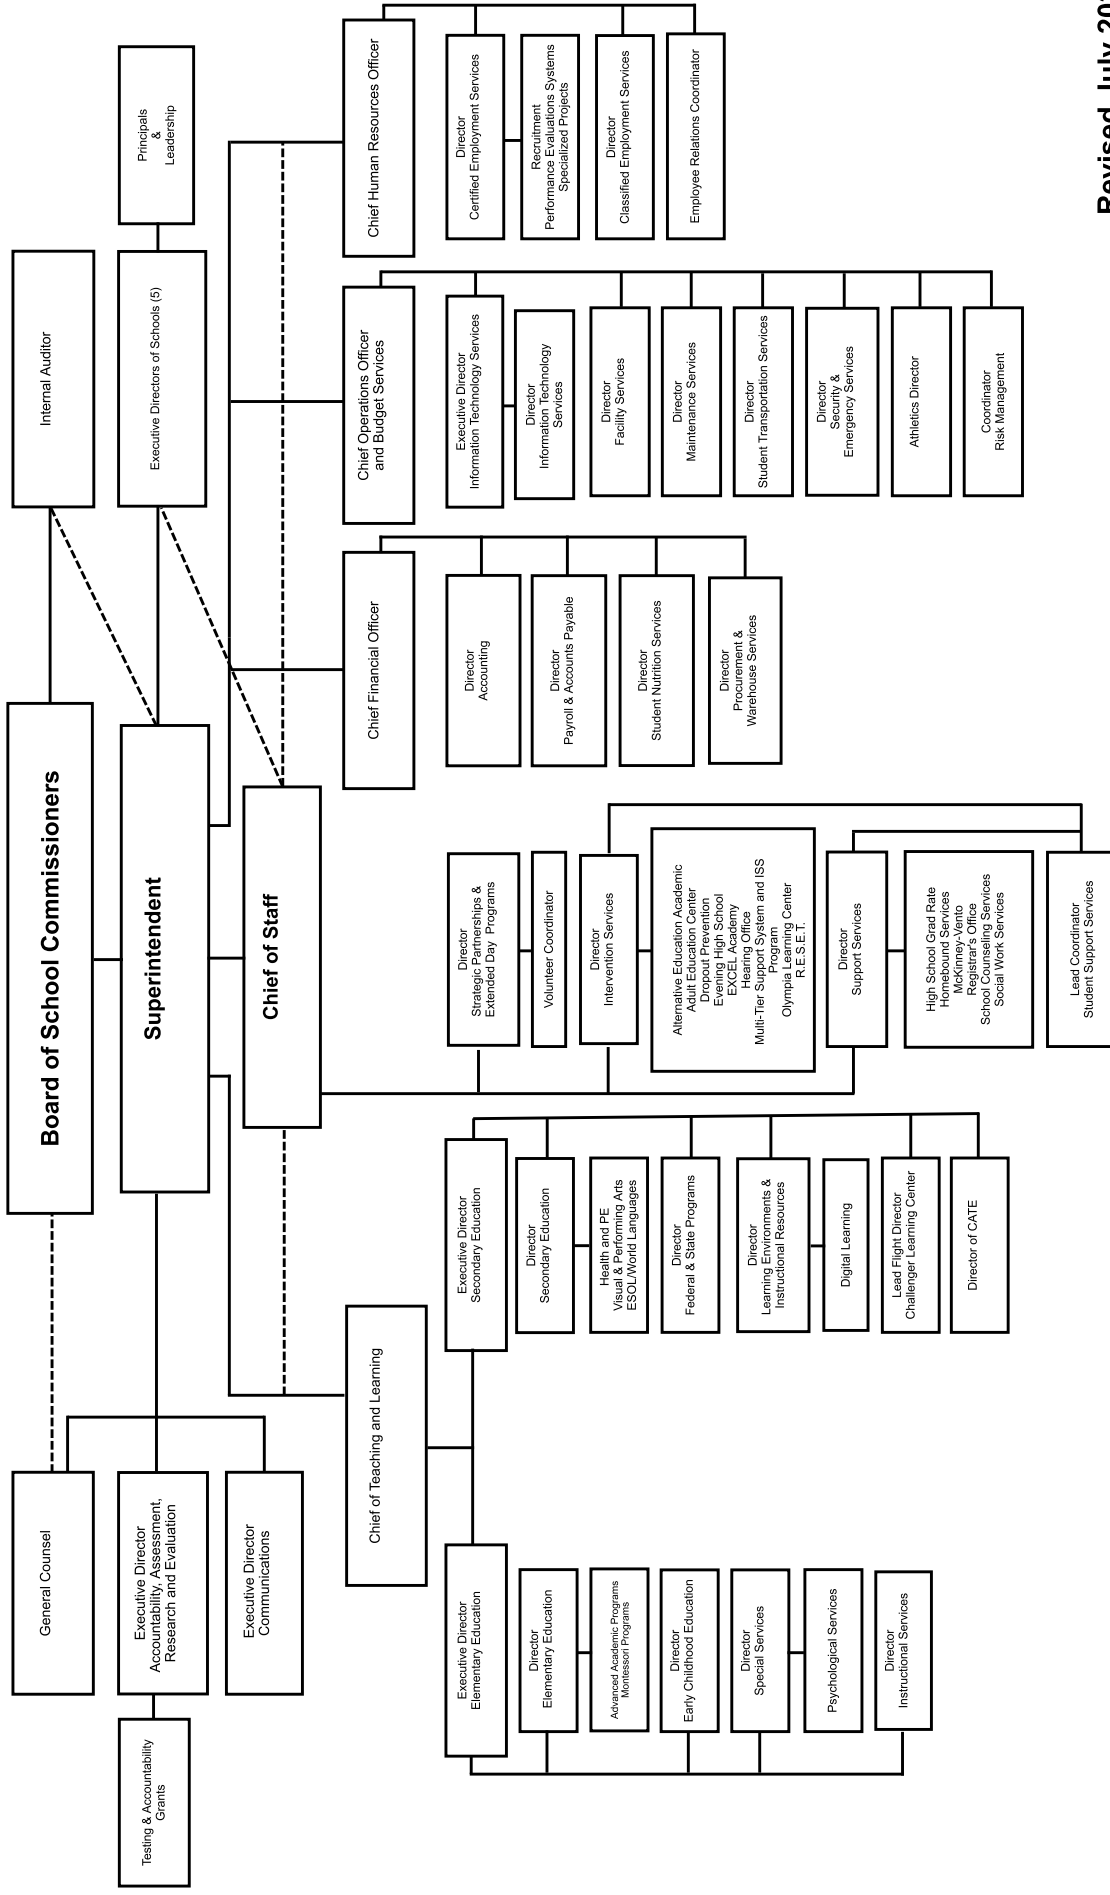 Board of School Commissioners
Internal Auditor
General Counsel
Superintendent
Executive Directors of Schools (5)
Principals
&
Leadership
Executive Director
Accountability, Assessment,
Research and Evaluation
Testing & Accountability
Grants
Executive Director
Communications
Chief of Staff
Chief of Teaching and Learning
Chief Financial Officer
Chief Operations Officer
and Budget Services
Chief Human Resources Officer
Executive Director
Elementary Education
Director
Elementary Education
Advanced Academic Programs
Montessori Programs
Director
Early Childhood Education
Director
Special Services
Psychological Services
Director
Instructional Services
Executive Director
Secondary Education
Director
Secondary Education
Health and PE
Visual & Performing Arts
ESOL/World Languages
Director
Federal & State Programs
Director
Learning Environments &
Instructional Resources
Digital Learning
Lead Flight Director
Challenger Learning Center
Director of CATE
Director
Strategic Partnerships &
Extended Day Programs
Volunteer Coordinator
Director
Intervention Services
Alternative Education Academic
Adult Education Center
Dropout Prevention
Evening High School
EXCEL Academy
Hearing Office
Multi-Tier Support System and ISS
Program
Olympia Learning Center
R.E.S.E.T.
Director
Support Services
High School Grad Rate
Homebound Services
McKinney-Vento
Registrar's Office
School Counseling Services
Social Work Services
Lead Coordinator
Student Support Services
Director
Accounting
Director
Payroll & Accounts Payable
Director
Student Nutrition Services
Director
Procurement &
Warehouse Services
Executive Director
Information Technology Services
Director
Information Technology
Services
Director
Facility Services
Director
Maintenance Services
Director
Student Transportation Services
Director
Security &
Emergency Services
Athletics Director
Coordinator
Risk Management
Director
Certified Employment Services
Recruitment
Performance Evaluations Systems
Specialized Projects
Director
Classified Employment Services
Employee Relations Coordinator
Revised July